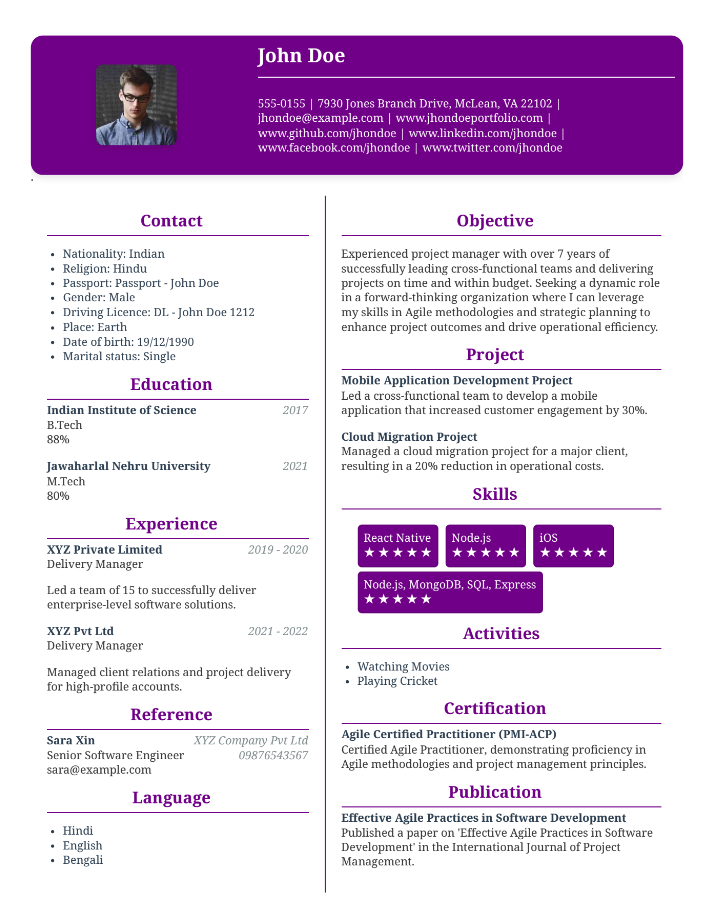 John Doe
555-0155 | 7930 Jones Branch Drive, McLean, VA 22102 |
jhondoe@example.com | www.jhondoeportfolio.com |
www.github.com/jhondoe | www.linkedin.com/jhondoe |
www.facebook.com/jhondoe | www.twitter.com/jhondoe
.
Contact
• Nationality: Indian
• Religion: Hindu
• Passport: Passport - John Doe
• Gender: Male
• Driving Licence: DL - John Doe 1212
• Place: Earth
• Date of birth: 19/12/1990
• Marital status: Single
Education
Indian Institute of Science 2017
B.Tech
88%
Jawaharlal Nehru University 2021
M.Tech
80%
Experience
XYZ Private Limited 2019 - 2020
Delivery Manager
Led a team of 15 to successfully deliver
enterprise-level software solutions.
XYZ Pvt Ltd 2021 - 2022
Delivery Manager
Managed client relations and project delivery
for high-profile accounts.
Reference
Sara Xin XYZ Company Pvt Ltd
Senior Software Engineer 09876543567
sara@example.com
Language
• Hindi
• English
• Bengali
Objective
Experienced project manager with over 7 years of
successfully leading cross-functional teams and delivering
projects on time and within budget. Seeking a dynamic role
in a forward-thinking organization where I can leverage
my skills in Agile methodologies and strategic planning to
enhance project outcomes and drive operational efficiency.
Project
Mobile Application Development Project
Led a cross-functional team to develop a mobile
application that increased customer engagement by 30%.
Cloud Migration Project
Managed a cloud migration project for a major client,
resulting in a 20% reduction in operational costs.
Skills
React Native Node.js iOS
★★★★★ ★★★★★ ★★★★★
Node.js, MongoDB, SQL, Express
★★★★★
Activities
• Watching Movies
• Playing Cricket
Certification
Agile Certified Practitioner (PMI-ACP)
Certified Agile Practitioner, demonstrating proficiency in
Agile methodologies and project management principles.
Publication
Effective Agile Practices in Software Development
Published a paper on 'Effective Agile Practices in Software
Development' in the International Journal of Project
Management.